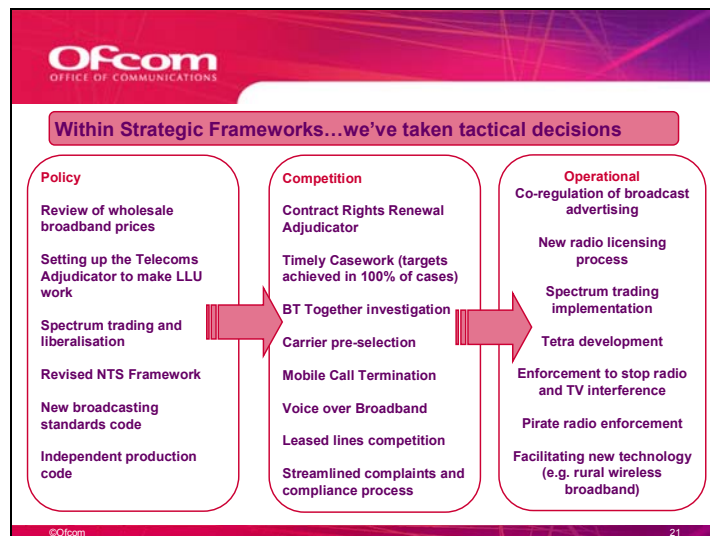 Ofcom
OFFICE OF COMMUNICATIONS
Within Strategic Frameworks…we've taken tactical decisions
Policy
Review of wholesale
broadband prices
Setting up the Telecoms
Adjudicator to make LLU
work
Spectrum trading and
liberalisation
Revised NTS Framework
New broadcasting
standards code
Independent production
code
Competition
Contract Rights Renewal
Adjudicator
Timely Casework (targets
achieved in 100% of cases)
BT Together investigation
Carrier pre-selection
Mobile Call Termination
Voice over Broadband
Leased lines competition
Streamlined complaints and
compliance process
Operational
Co-regulation of broadcast
advertising
New radio licensing
process
Spectrum trading
implementation
Tetra development
Enforcement to stop radio
and TV interference
Pirate radio enforcement
Facilitating new technology
(e.g. rural wireless
broadband)
©Ofcom
21